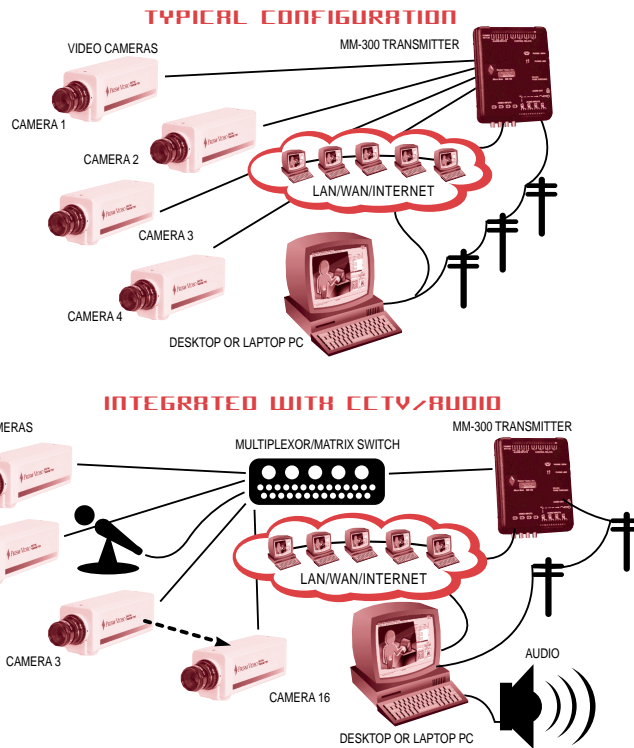 TYPICAL CONFIGURATION
VIDEO CAMERAS
MM-300 TRANSMITTER
CAMERA 1
CAMERA 2
LAN/WAN/INTERNET
CAMERA 3
CAMERA 4
DESKTOP OR LAPTOP PC
INTEGRATED WITH CCTV/AUDIO
MERAS
MULTIPLEXOR/MATRIX SWITCH
MM-300 TRANSMITTER
LAN/WAN/INTERNET
CAMERA 3
CAMERA 16
AUDIO
DESKTOP OR LAPTOP PC